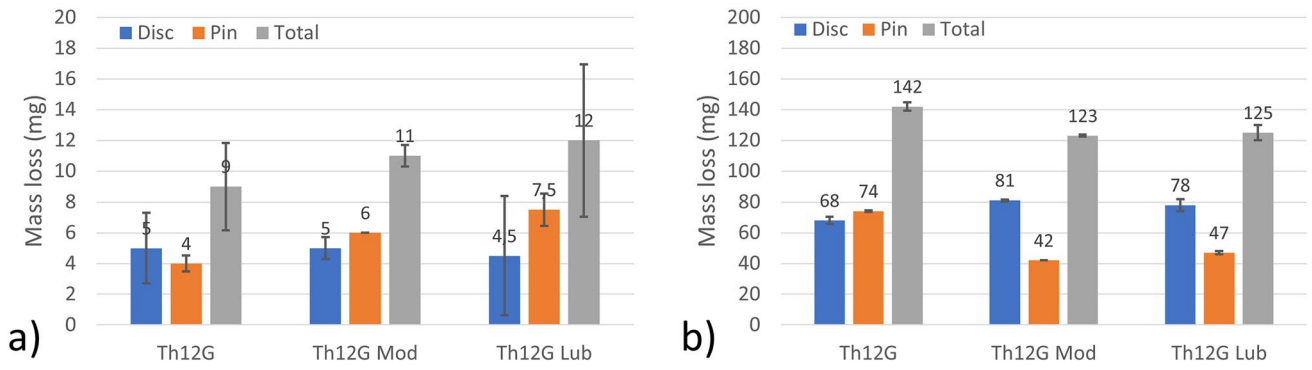 20
18
16
14
12
10
8
6
4
2
0
Mass loss (mg)
Disc Pin Total
5 4 9
5 6 11
4,5 7,5 12
Th12G Th12G Mod Th12G Lub
a)
200
180
160
140
120
100
80
60
40
20
0
Mass loss (mg)
Disc Pin Total
68 74 142
81 42 123
78 47 125
Th12G Th12G Mod Th12G Lub
b)